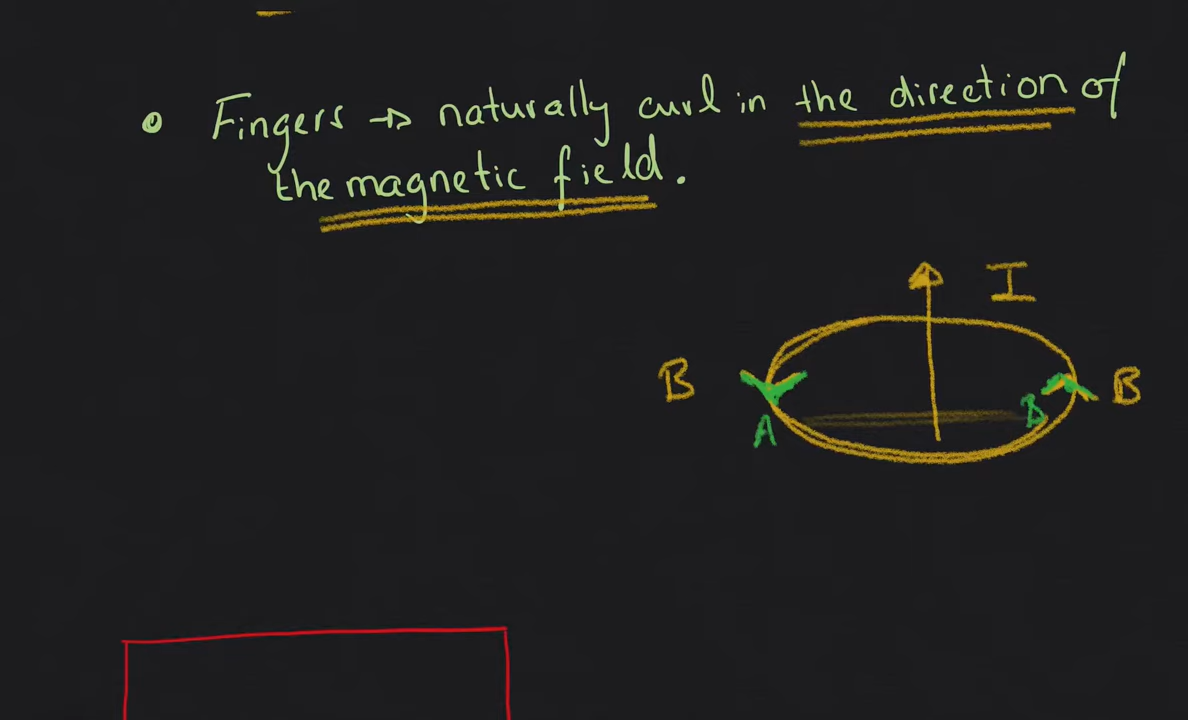 Fingers → naturally curl in the direction of
the magnetic field.
I
B B
A B